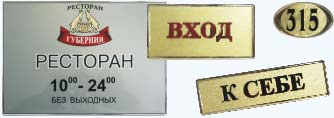 РЕСТОРАН
ГУБЕРНИЯ
РЕСТОРАН
10⁰⁰ - 24⁰⁰
БЕЗ ВЫХОДНЫХ
ВХОД
315
К СЕБЕ